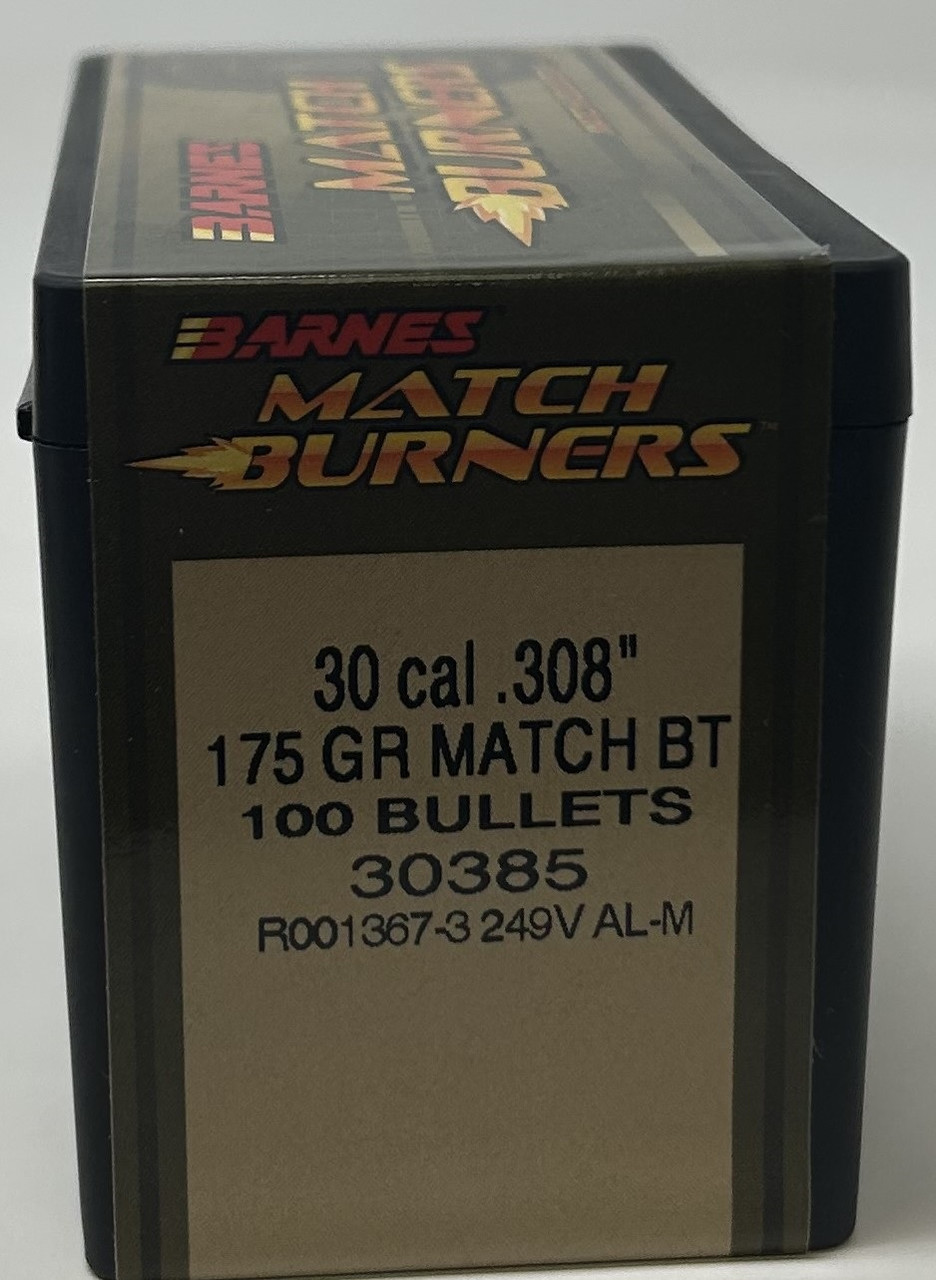 BARNES
MATCH
BURNERS
BARNES
MATCH
BURNERS™
30 cal .308"
175 GR MATCH BT
100 BULLETS
30385
R001367-3 249V AL-M